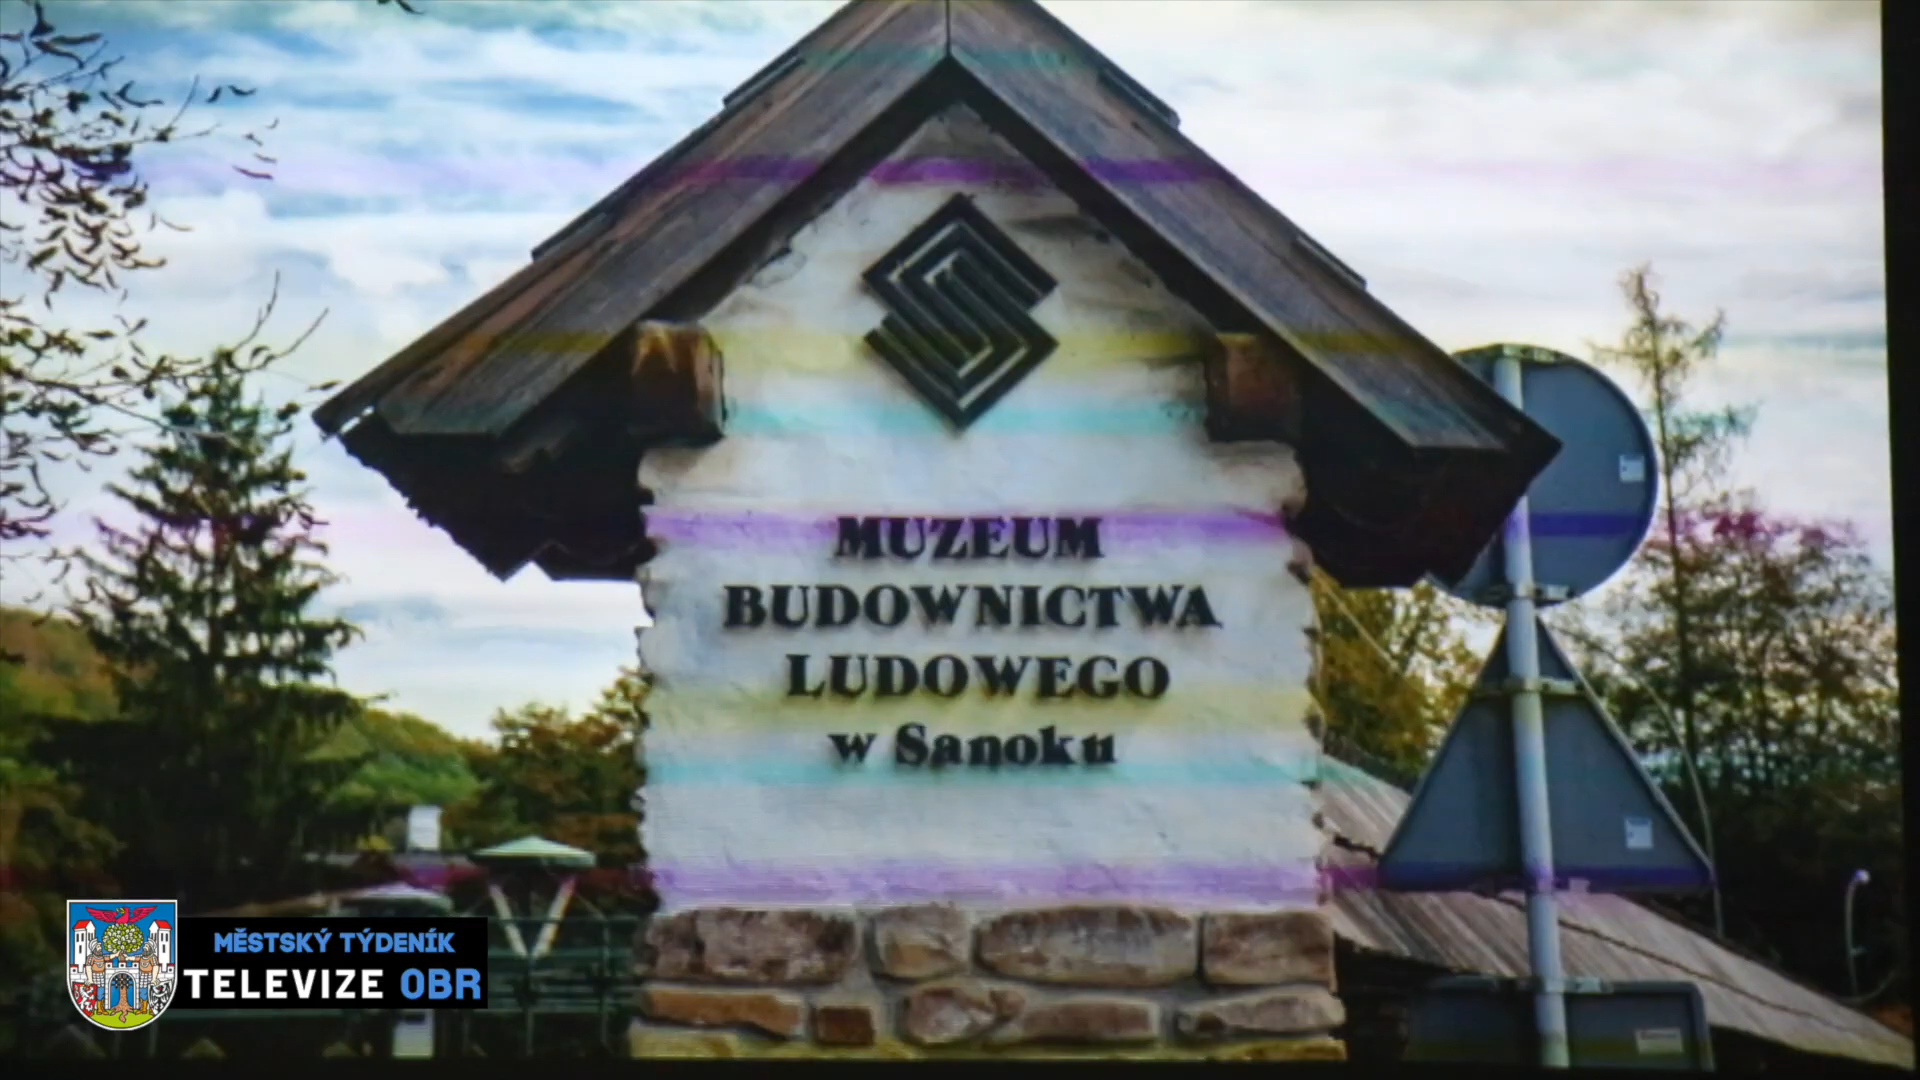 MUZEUM
BUDOWNICTWA
LUDOWEGO
w Sanoku
MĚSTSKÝ TÝDENÍK
TELEVIZE OBR